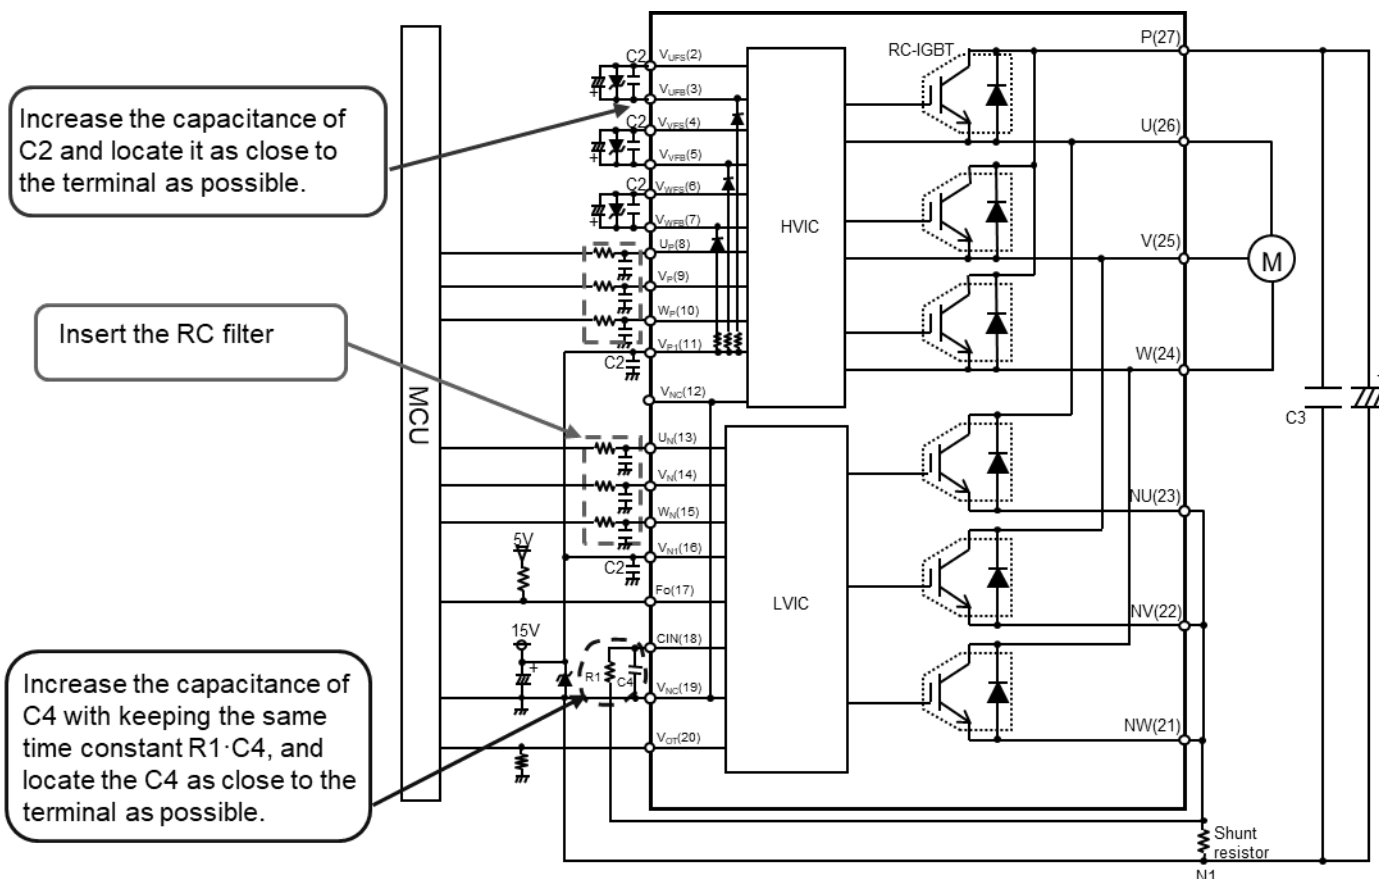 Increase the capacitance of
C2 and locate it as close to
the terminal as possible.
Insert the RC filter
Increase the capacitance of
C4 with keeping the same
time constant R1·C4, and
locate the C4 as close to the
terminal as possible.
MCU
C2
C2
C2
C2
C2
5V
15V
+
+
+
+
R1
C4
VUFS(2)
VUFB(3)
VVFS(4)
VVFB(5)
VWFS(6)
VWFB(7)
UP(8)
VP(9)
WP(10)
VP1(11)
VNC(12)
UN(13)
VN(14)
WN(15)
VN1(16)
Fo(17)
CIN(18)
VNC(19)
VOT(20)
HVIC
LVIC
RC-IGBT
P(27)
U(26)
V(25)
W(24)
NU(23)
NV(22)
NW(21)
M
C3
Shunt
resistor
N1